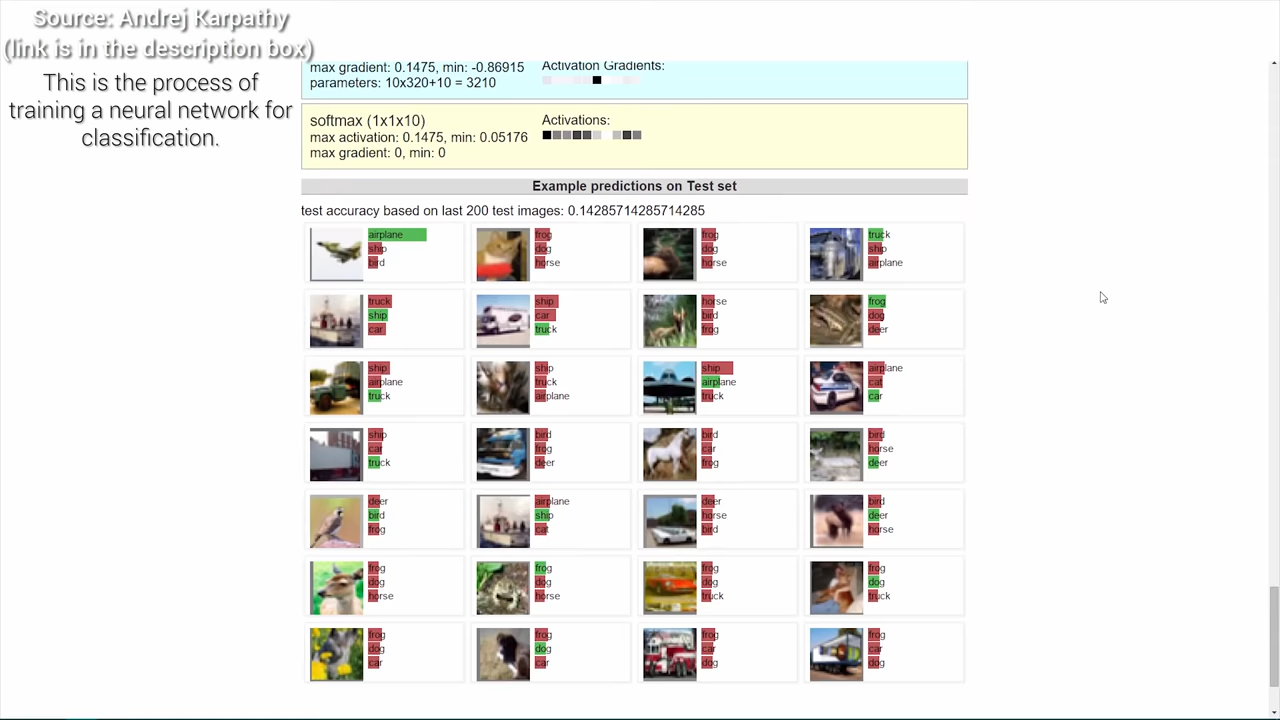 Source: Andrej Karpathy
(link is in the description box)
This is the process of
training a neural network for
classification.
max gradient: 0.1475, min: -0.86915
parameters: 10x320+10 = 3210
Activation Gradients:
softmax (1x1x10)
max activation: 0.1475, min: 0.05176
max gradient: 0, min: 0
Activations:
Example predictions on Test set
test accuracy based on last 200 test images: 0.14285714285714285
airplane
ship
bird
frog
dog
horse
frog
dog
horse
truck
ship
airplane
truck
ship
car
ship
car
truck
horse
bird
frog
frog
dog
deer
ship
airplane
truck
ship
truck
airplane
ship
airplane
truck
airplane
cat
car
ship
car
truck
bird
frog
deer
bird
car
frog
bird
horse
deer
deer
bird
frog
airplane
ship
cat
deer
horse
bird
bird
deer
horse
frog
dog
horse
frog
dog
horse
frog
dog
truck
frog
dog
truck
frog
dog
car
frog
dog
car
frog
car
dog
frog
car
dog